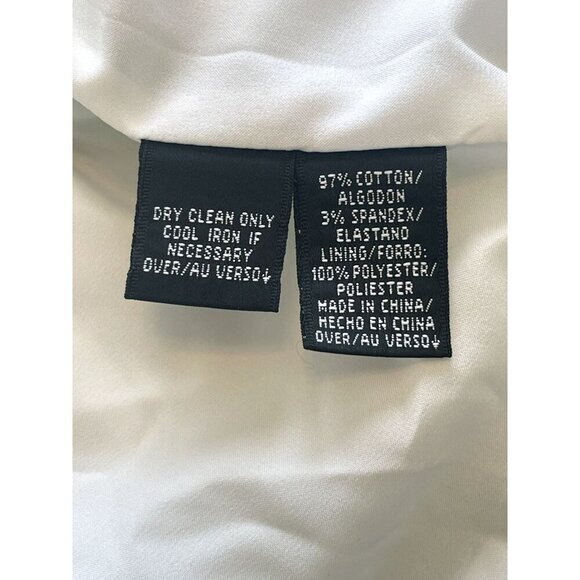 DRY CLEAN ONLY
COOL IRON IF
NECESSARY
OVER/AU VERSO↓
97% COTTON/
ALGODON
3% SPANDEX/
ELASTANO
LINING/FORRO:
100% POLYESTER/
POLIESTER
MADE IN CHINA/
HECHO EN CHINA
OVER/AU VERSO↓